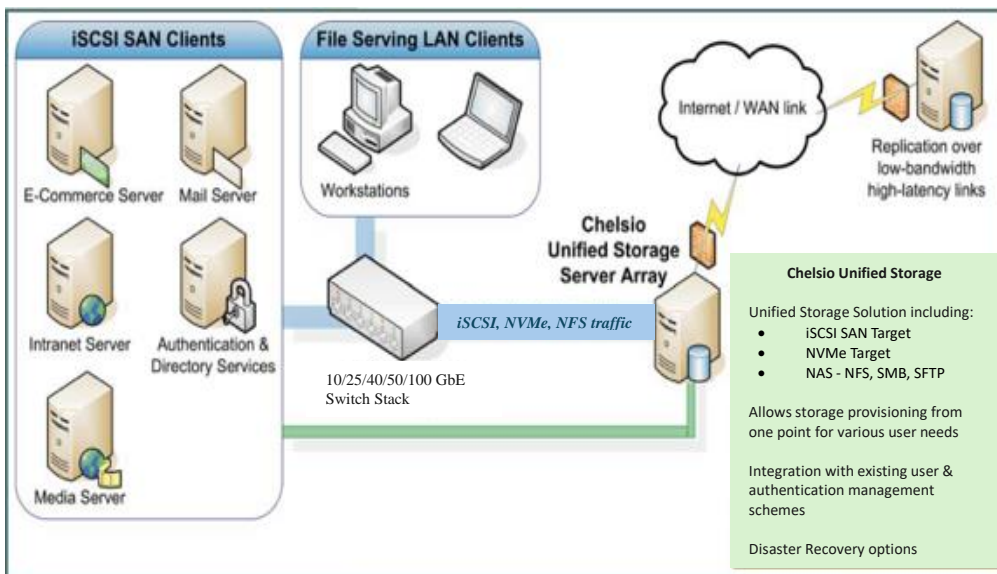 iSCSI SAN Clients
E-Commerce Server
Mail Server
Intranet Server
Authentication &
Directory Services
Media Server
File Serving LAN Clients
Workstations
10/25/40/50/100 GbE
Switch Stack
iSCSI, NVMe, NFS traffic
Chelsio
Unified Storage
Server Array
Internet / WAN link
Replication over
low-bandwidth
high-latency links
Chelsio Unified Storage
Unified Storage Solution including:
• iSCSI SAN Target
• NVMe Target
• NAS - NFS, SMB, SFTP
Allows storage provisioning from
one point for various user needs
Integration with existing user &
authentication management
schemes
Disaster Recovery options